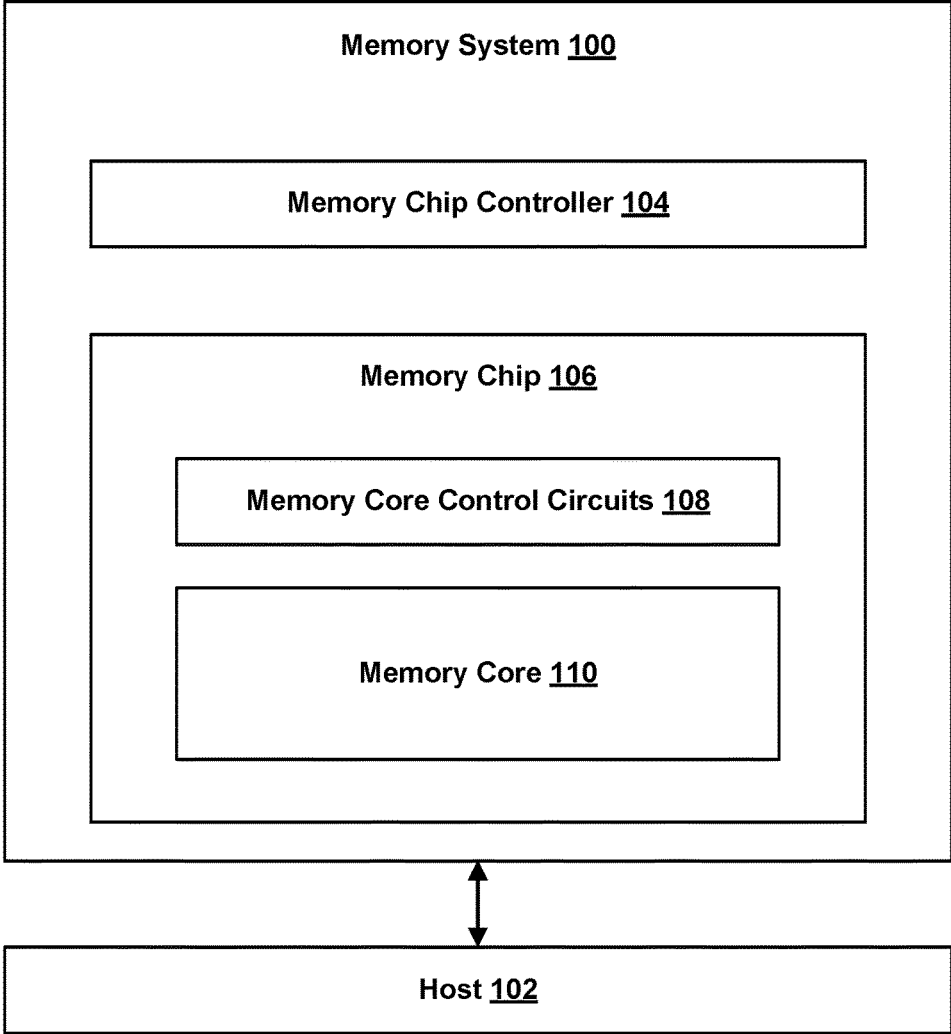 Memory System 100
Memory Chip Controller 104
Memory Chip 106
Memory Core Control Circuits 108
Memory Core 110
Host 102